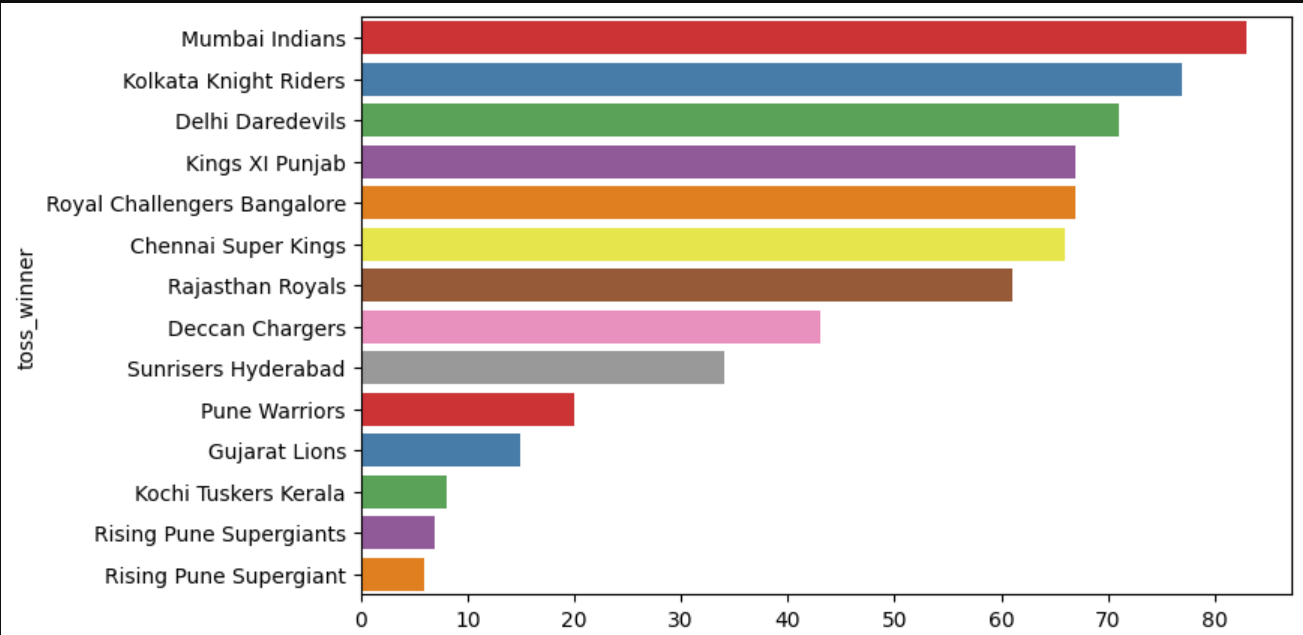 toss_winner
Mumbai Indians
Kolkata Knight Riders
Delhi Daredevils
Kings XI Punjab
Royal Challengers Bangalore
Chennai Super Kings
Rajasthan Royals
Deccan Chargers
Sunrisers Hyderabad
Pune Warriors
Gujarat Lions
Kochi Tuskers Kerala
Rising Pune Supergiants
Rising Pune Supergiant
0 10 20 30 40 50 60 70 80